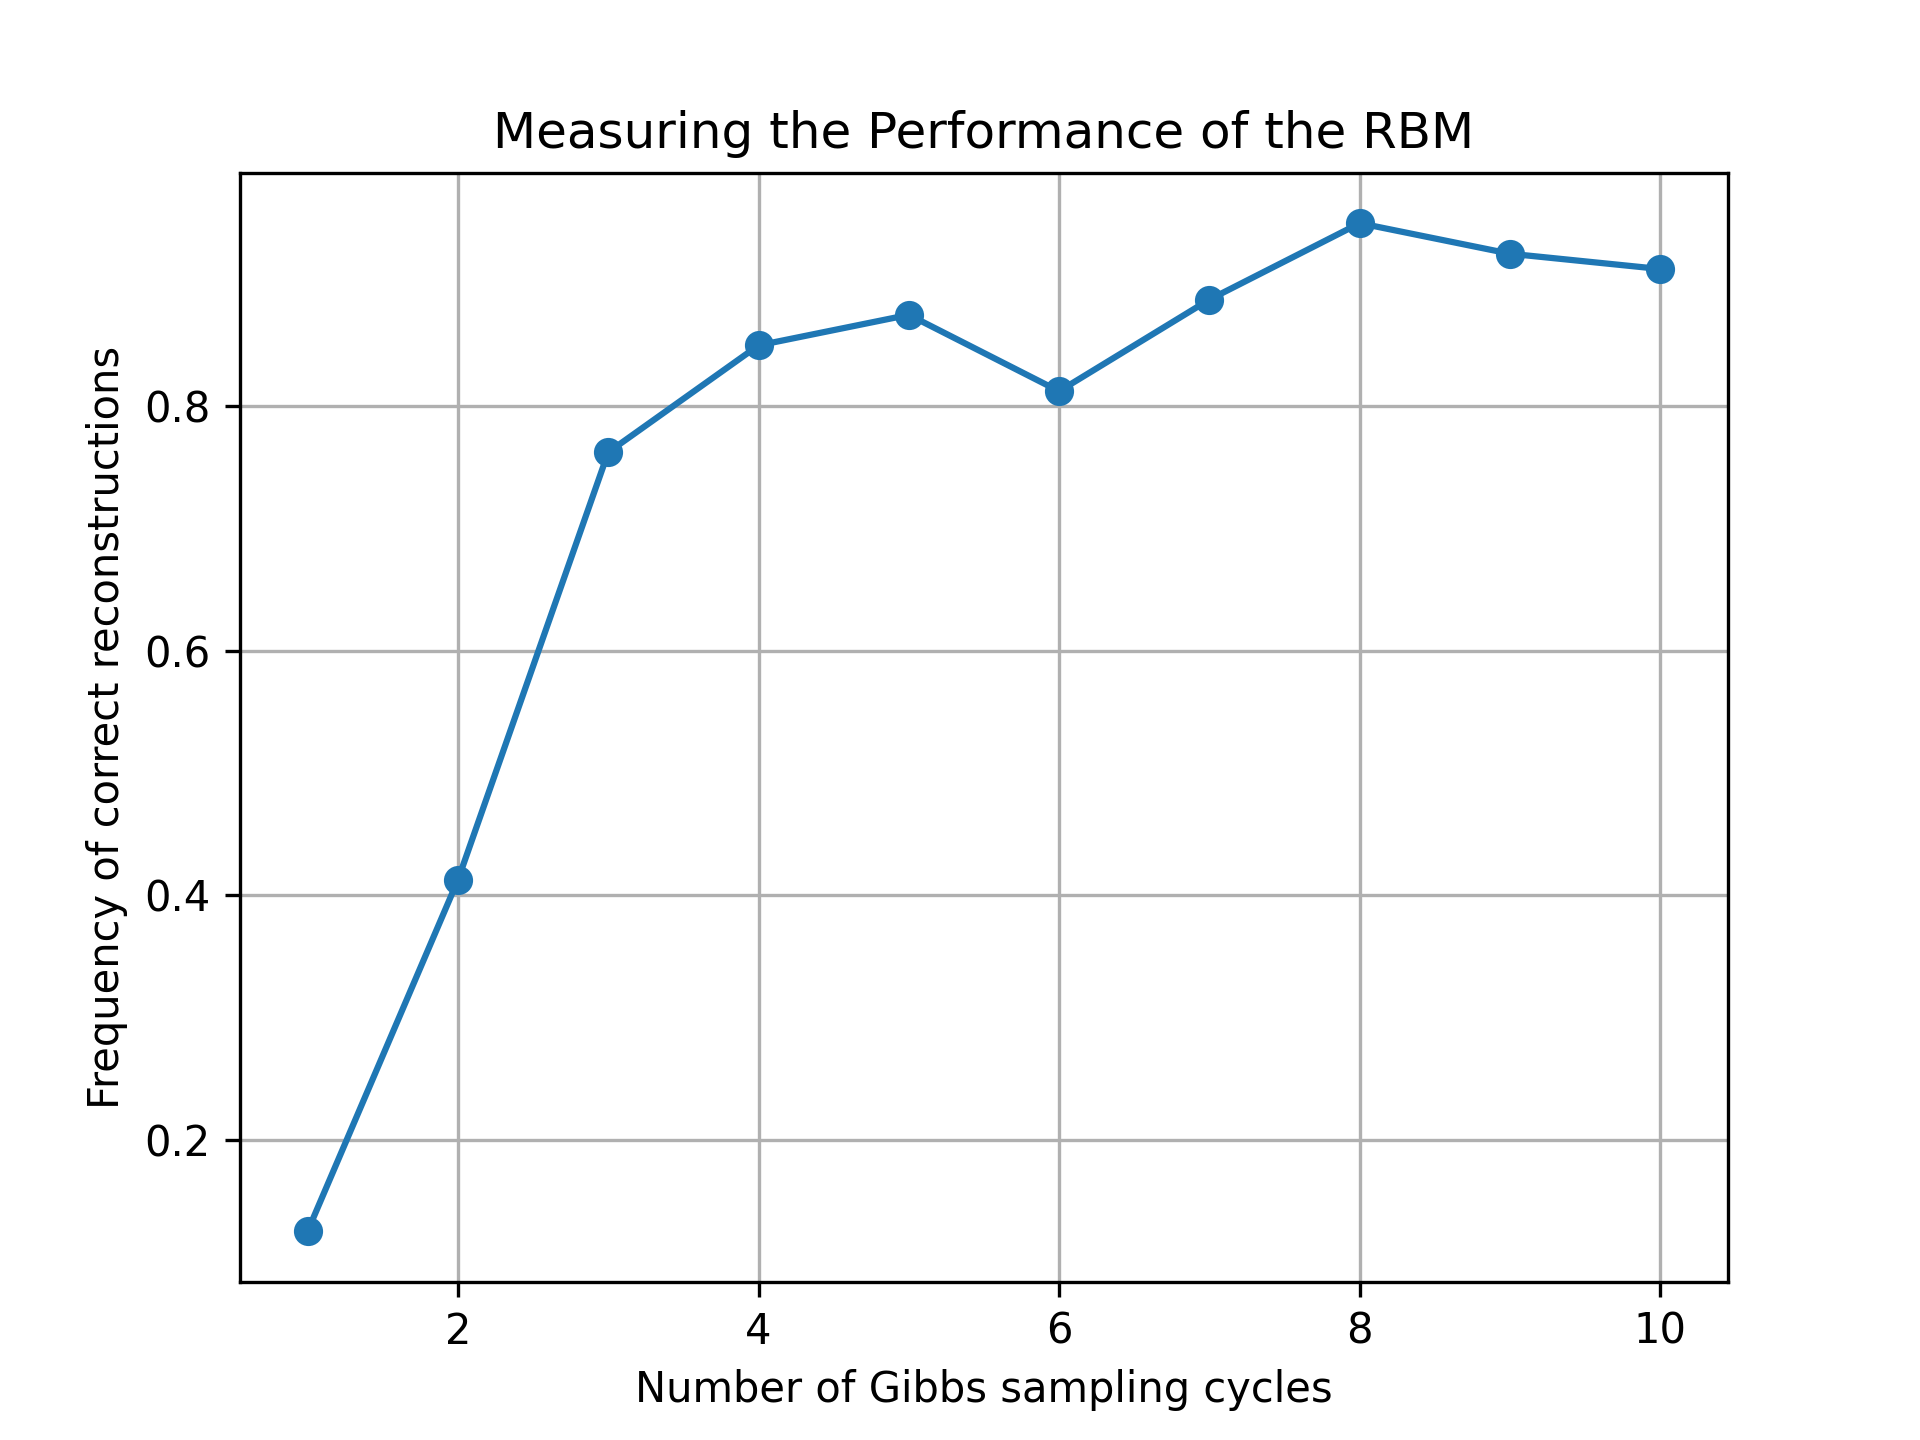 Measuring the Performance of the RBM
Frequency of correct reconstructions
0.8
0.6
0.4
0.2
2 4 6 8 10
Number of Gibbs sampling cycles